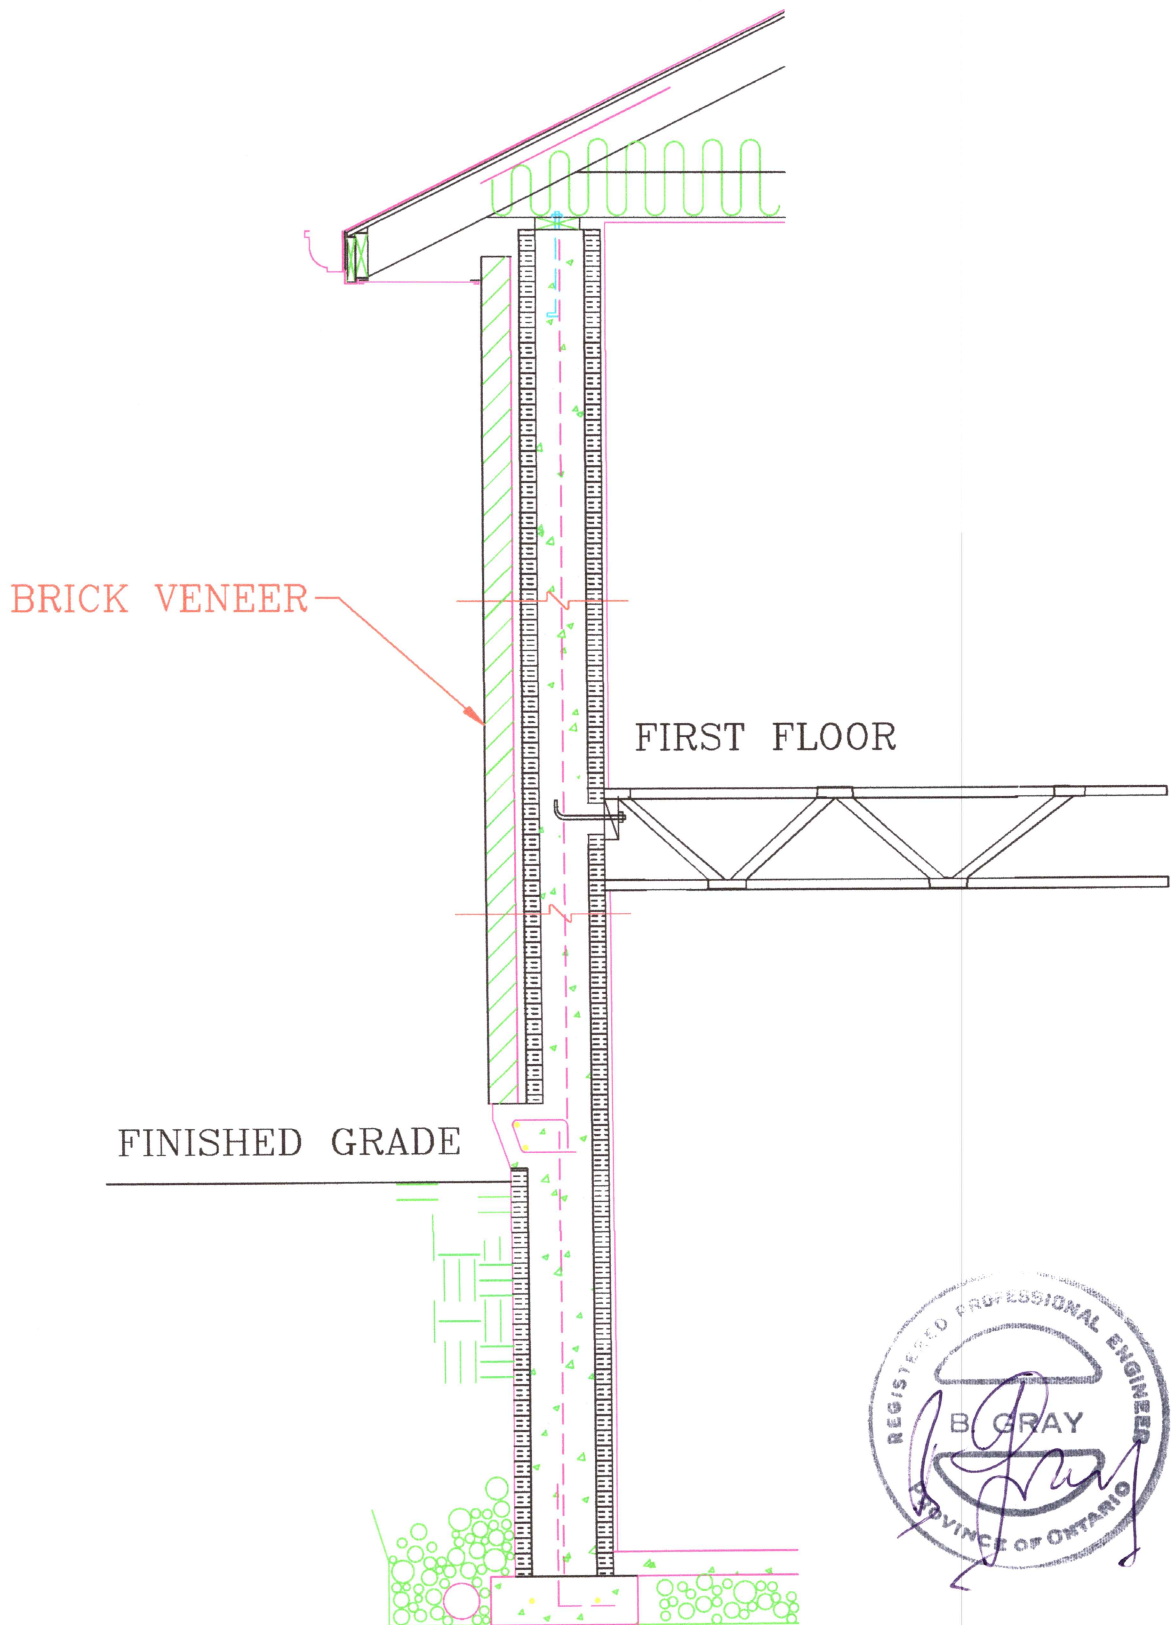 BRICK VENEER
FIRST FLOOR
FINISHED GRADE
REGISTERED PROFESSIONAL ENGINEER
B. GRAY
PROVINCE OF ONTARIO